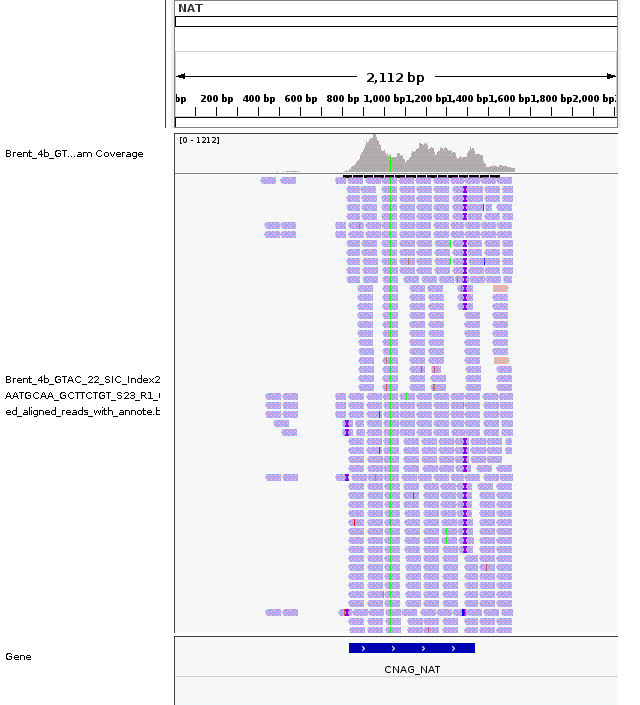 NAT
2,112 bp
bp 200 bp 400 bp 600 bp 800 bp 1,000 bp 1,200 bp 1,400 bp 1,600 bp 1,800 bp 2,000 bp
[0 - 1212]
Brent_4b_GT...am Coverage
Brent_4b_GTAC_22_SIC_Index2
AATGCAA_GCTTCTGT_S23_R1_
ed_aligned_reads_with_annote.b
Gene
CNAG_NAT